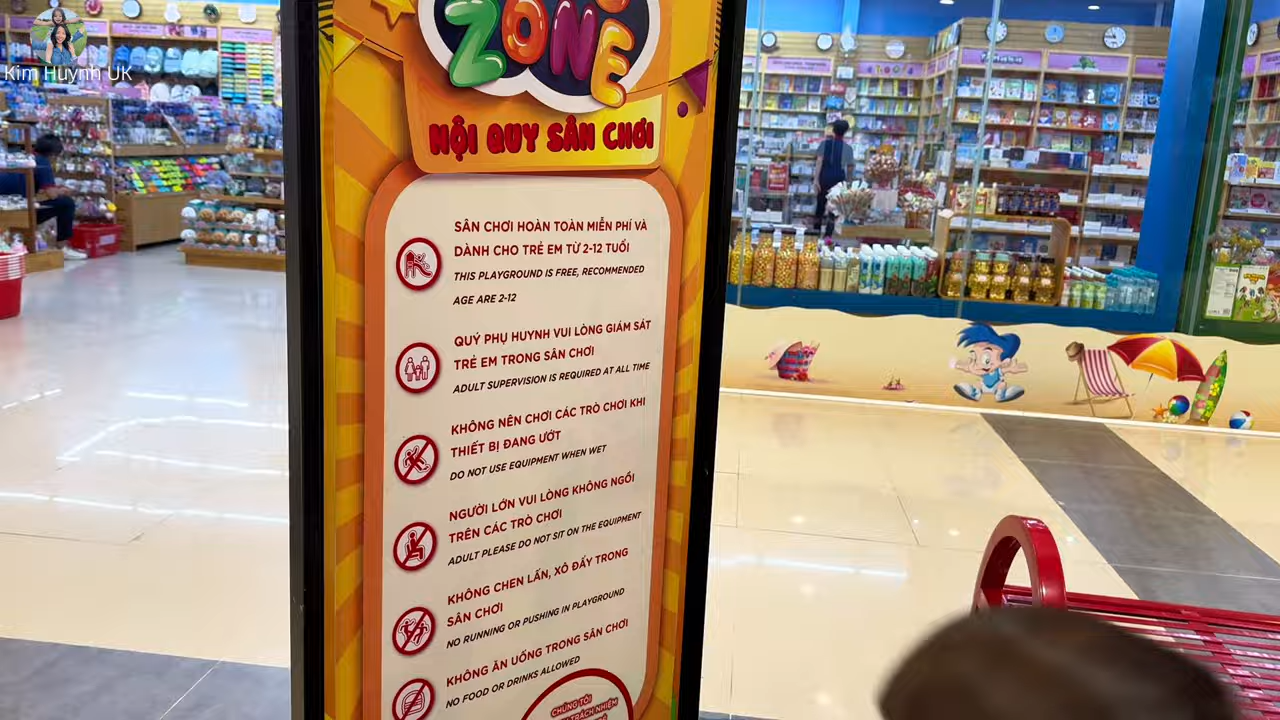 Kim Huynh UK
ZONE
NỘI QUY SÂN CHƠI
SÂN CHƠI HOÀN TOÀN MIỄN PHÍ VÀ
DÀNH CHO TRẺ EM TỪ 2-12 TUỔI
THIS PLAYGROUND IS FREE, RECOMMENDED
AGE ARE 2-12
QUÝ PHỤ HUYNH VUI LÒNG GIÁM SÁT
TRẺ EM TRONG SÂN CHƠI
ADULT SUPERVISION IS REQUIRED AT ALL TIME
KHÔNG NÊN CHƠI CÁC TRÒ CHƠI KHI
THIẾT BỊ ĐANG ƯỚT
DO NOT USE EQUIPMENT WHEN WET
NGƯỜI LỚN VUI LÒNG KHÔNG NGỒI
TRÊN CÁC TRÒ CHƠI
ADULT PLEASE DO NOT SIT ON THE EQUIPMENT
KHÔNG CHEN LẤN, XÔ ĐẨY TRONG
SÂN CHƠI
NO RUNNING OR PUSHING IN PLAYGROUND
KHÔNG ĂN UỐNG TRONG SÂN CHƠI
NO FOOD OR DRINKS ALLOWED
CHÚNG TÔI
TRÁCH NHIỆM